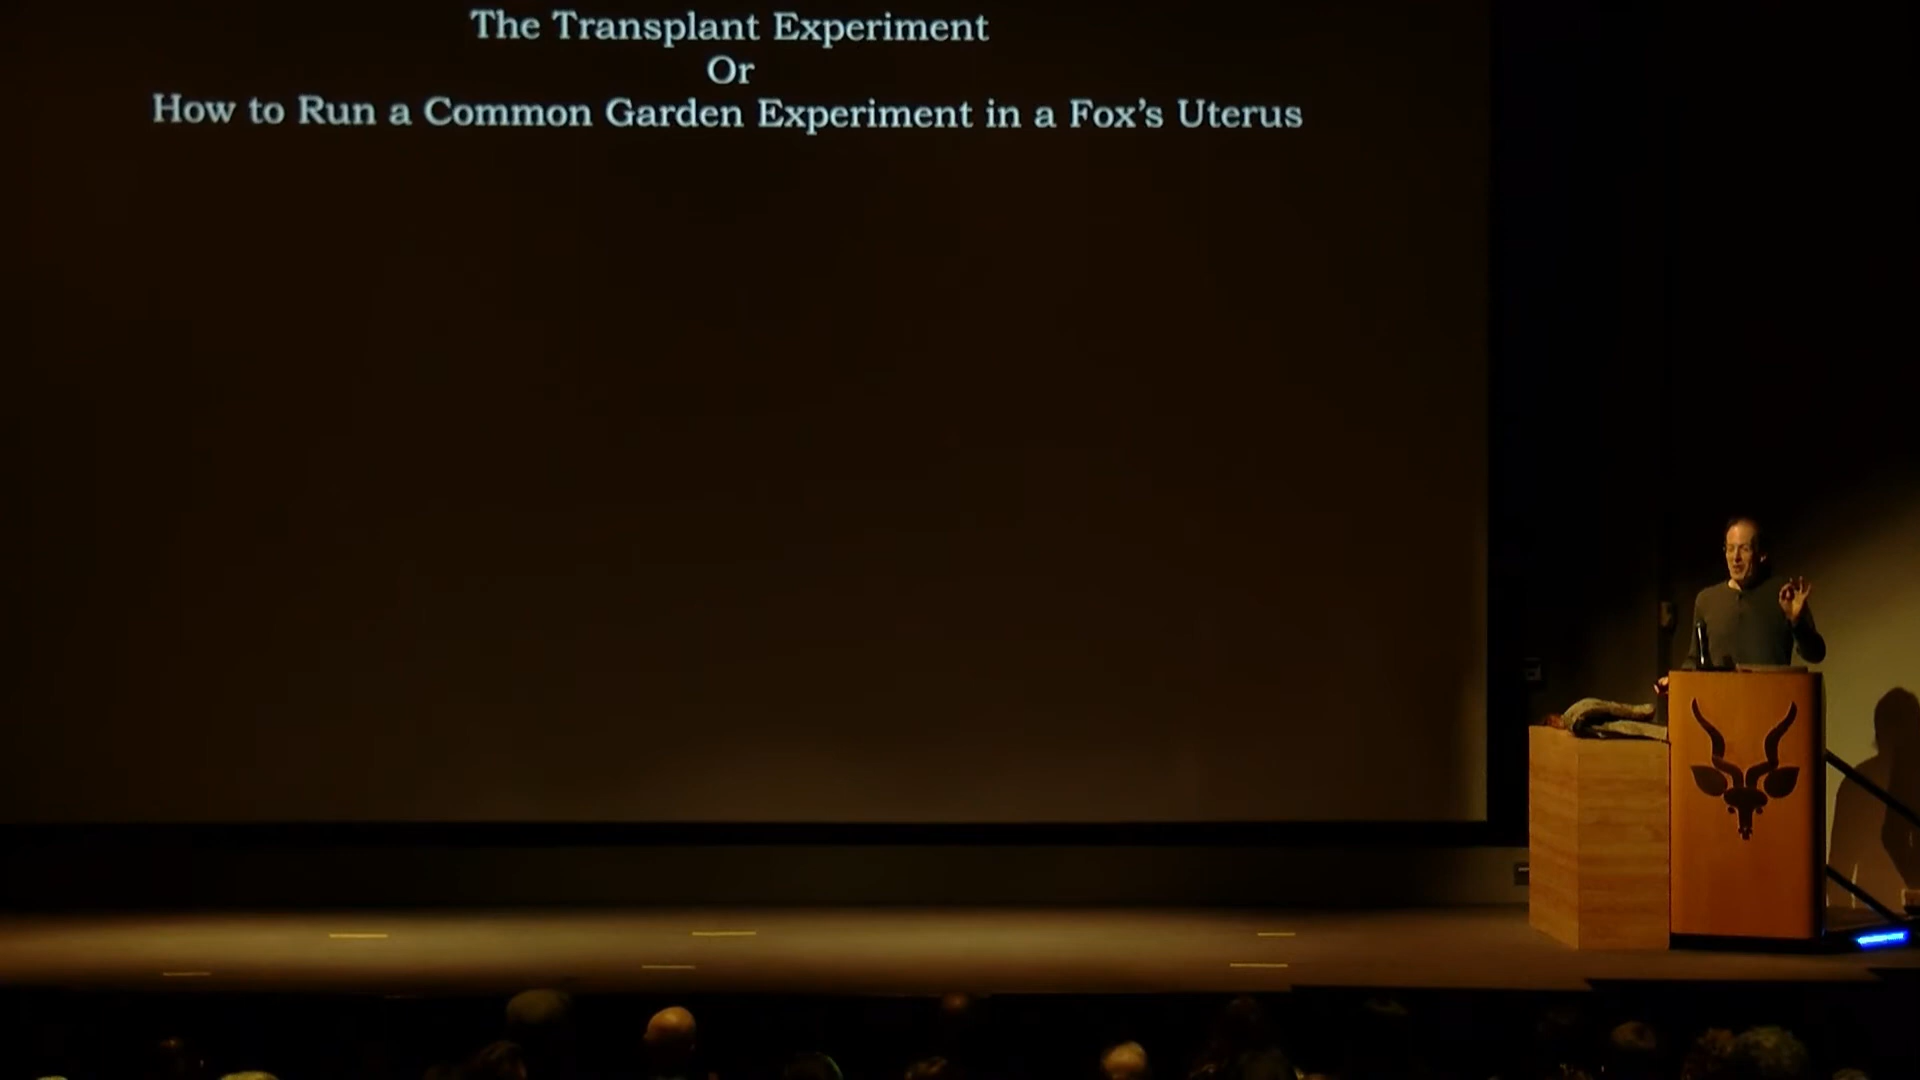 The Transplant Experiment
Or
How to Run a Common Garden Experiment in a Fox’s Uterus